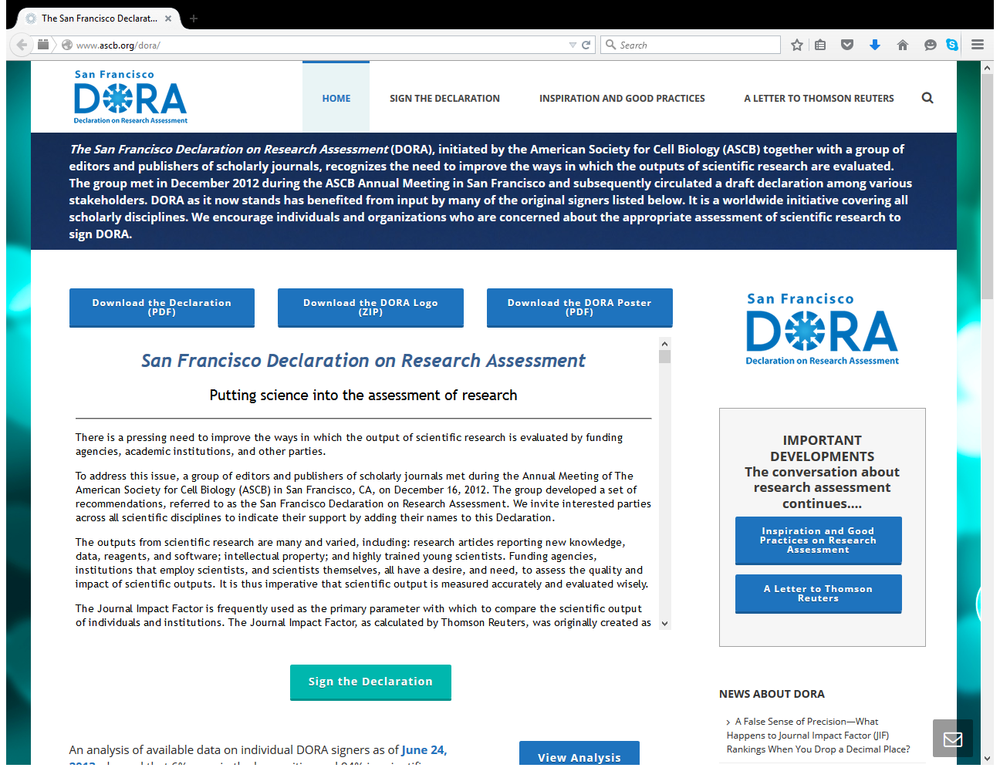 The San Francisco Declarat...
www.ascb.org/dora/
Search
San Francisco
DORA
Declaration on Research Assessment
HOME
SIGN THE DECLARATION
INSPIRATION AND GOOD PRACTICES
A LETTER TO THOMSON REUTERS
The San Francisco Declaration on Research Assessment (DORA), initiated by the American Society for Cell Biology (ASCB) together with a group of
editors and publishers of scholarly journals, recognizes the need to improve the ways in which the outputs of scientific research are evaluated.
The group met in December 2012 during the ASCB Annual Meeting in San Francisco and subsequently circulated a draft declaration among various
stakeholders. DORA as it now stands has benefited from input by many of the original signers listed below. It is a worldwide initiative covering all
scholarly disciplines. We encourage individuals and organizations who are concerned about the appropriate assessment of scientific research to
sign DORA.
Download the Declaration
(PDF)
Download the DORA Logo
(ZIP)
Download the DORA Poster
(PDF)
San Francisco Declaration on Research Assessment
Putting science into the assessment of research
There is a pressing need to improve the ways in which the output of scientific research is evaluated by funding
agencies, academic institutions, and other parties.
To address this issue, a group of editors and publishers of scholarly journals met during the Annual Meeting of The
American Society for Cell Biology (ASCB) in San Francisco, CA, on December 16, 2012. The group developed a set of
recommendations, referred to as the San Francisco Declaration on Research Assessment. We invite interested parties
across all scientific disciplines to indicate their support by adding their names to this Declaration.
The outputs from scientific research are many and varied, including: research articles reporting new knowledge,
data, reagents, and software; intellectual property; and highly trained young scientists. Funding agencies,
institutions that employ scientists, and scientists themselves, all have a desire, and need, to assess the quality and
impact of scientific outputs. It is thus imperative that scientific output is measured accurately and evaluated wisely.
The Journal Impact Factor is frequently used as the primary parameter with which to compare the scientific output
of individuals and institutions. The Journal Impact Factor, as calculated by Thomson Reuters, was originally created as
Sign the Declaration
An analysis of available data on individual DORA signers as of June 24,
View Analysis
San Francisco
DORA
Declaration on Research Assessment
IMPORTANT
DEVELOPMENTS
The conversation about
research assessment
continues....
Inspiration and Good
Practices on Research
Assessment
A Letter to Thomson
Reuters
NEWS ABOUT DORA
A False Sense of Precision—What
Happens to Journal Impact Factor (JIF)
Rankings When You Drop a Decimal Place?